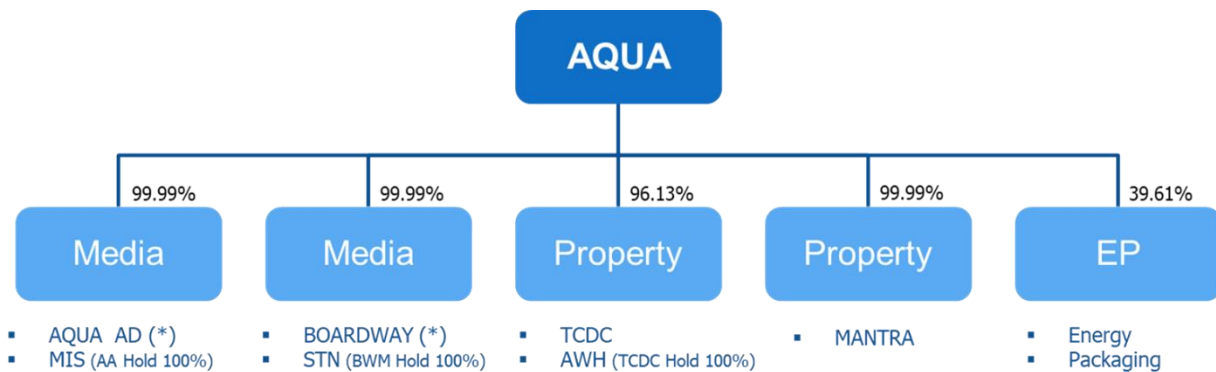 AQUA
99.99%
99.99%
96.13%
99.99%
39.61%
Media
Media
Property
Property
EP
▪ AQUA AD (*)
▪ MIS (AA Hold 100%)
▪ BOARDWAY (*)
▪ STN (BWM Hold 100%)
▪ TCDC
▪ AWH (TCDC Hold 100%)
▪ MANTRA
▪ Energy
▪ Packaging